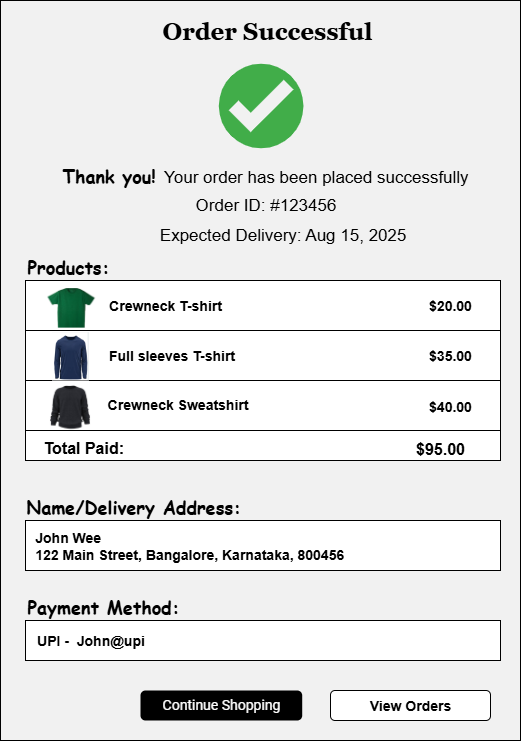 Order Successful
Thank you! Your order has been placed successfully
Order ID: #123456
Expected Delivery: Aug 15, 2025
Products:
Crewneck T-shirt $20.00
Full sleeves T-shirt $35.00
Crewneck Sweatshirt $40.00
Total Paid: $95.00
Name/Delivery Address:
John Wee
122 Main Street, Bangalore, Karnataka, 800456
Payment Method:
UPI - John@upi
Continue Shopping View Orders